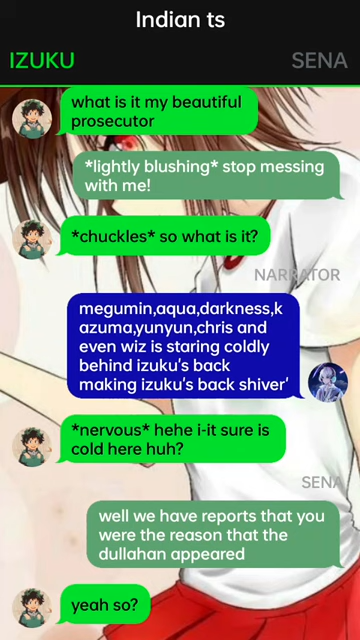 Indian ts
IZUKU
SENA
what is it my beautiful
prosecutor
*lightly blushing* stop messing
with me!
*chuckles* so what is it?
NARRATOR
megumin,aqua,darkness,k
azuma,yunyun,chris and
even wiz is staring coldly
behind izuku's back
making izuku's back shiver'
*nervous* hehe i-it sure is
cold here huh?
SENA
well we have reports that you
were the reason that the
dullahan appeared
yeah so?